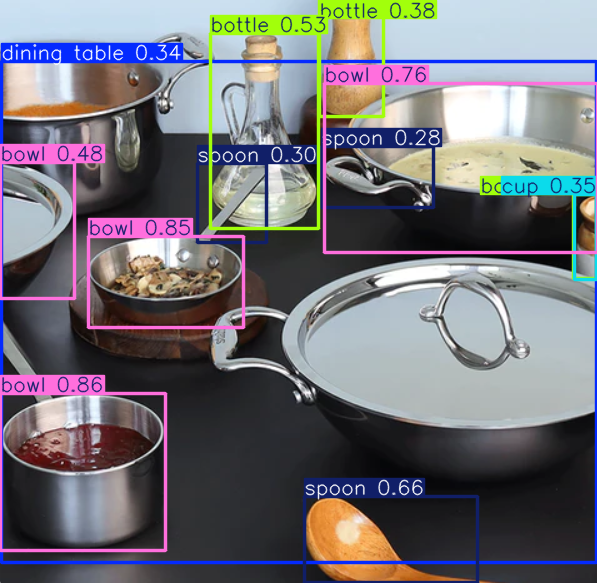 bottle 0.38
bottle 0.53
dining table 0.34
bowl 0.76
spoon 0.28
bowl 0.48
spoon 0.30
cup 0.35
bowl 0.85
bowl 0.86
spoon 0.66